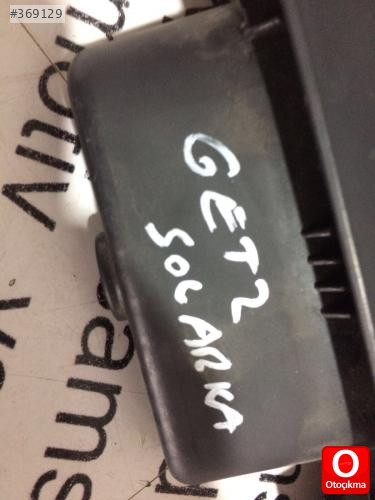 #369129
GETZ
SOL ARKA
Otoçıkma